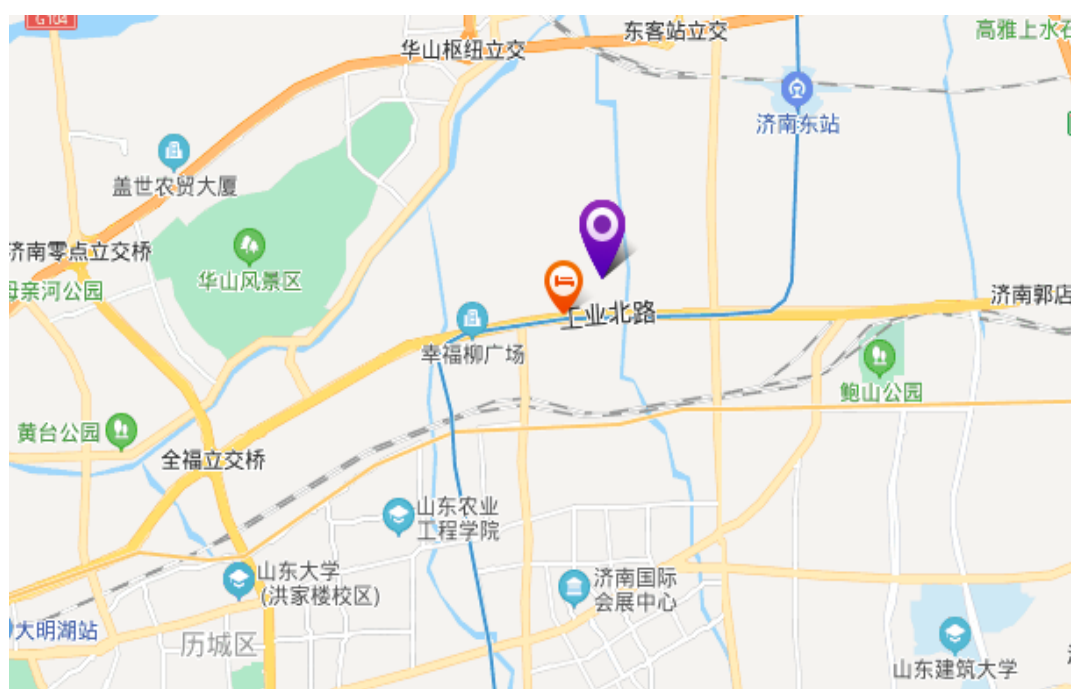 G104
华山枢纽立交
东客站立交
高雅上水石
济南东站
盖世农贸大厦
济南零点立交桥
华山风景区
母亲河公园
济南郭店
工业北路
幸福柳广场
鲍山公园
黄台公园
全福立交桥
山东农业
工程学院
山东大学
(洪家楼校区)
济南国际
会展中心
大明湖站
历城区
山东建筑大学